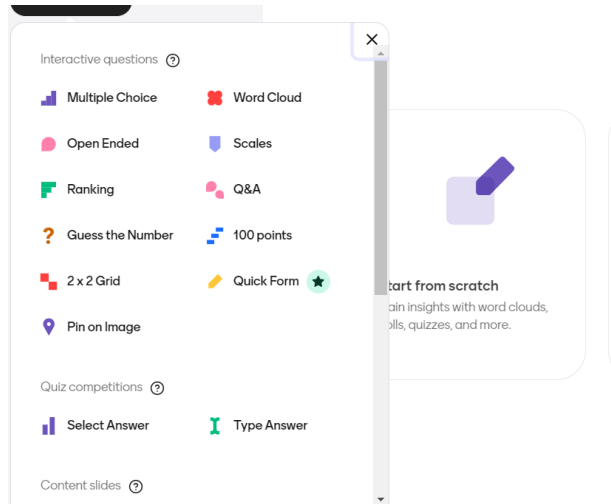 Interactive questions
Multiple Choice
Word Cloud
Open Ended
Scales
Ranking
Q&A
Guess the Number
100 points
2 x 2 Grid
Quick Form
Pin on Image
Quiz competitions
Select Answer
Type Answer
Content slides
tart from scratch
ain insights with word clouds,
olls, quizzes, and more.